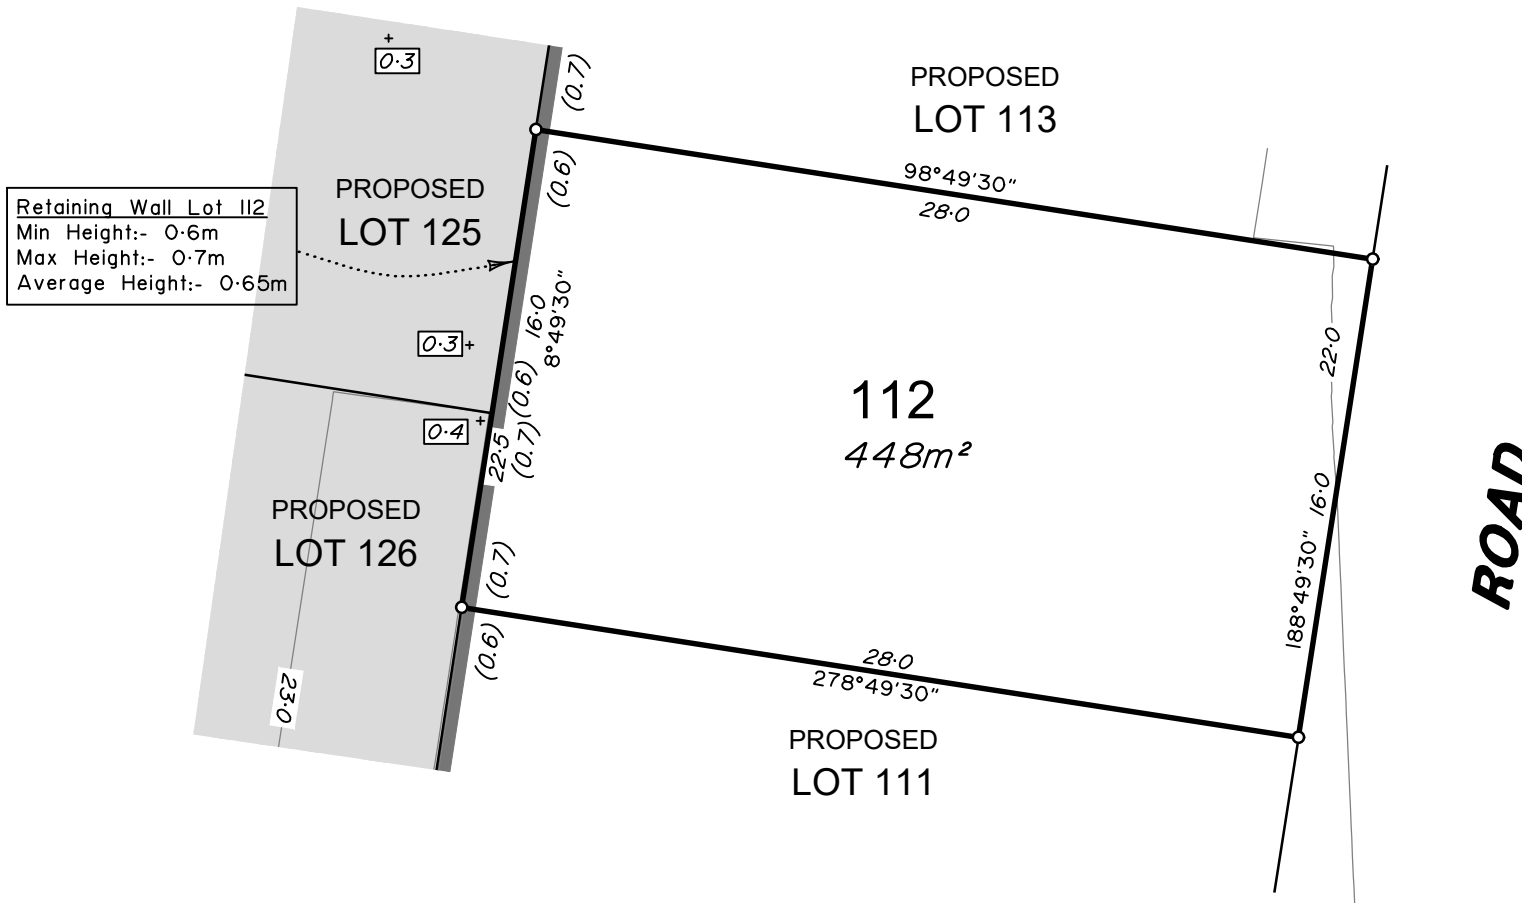 0·3
(0.7)
PROPOSED
LOT 113
98°49'30"
28·0
(0.6)
PROPOSED
LOT 125
Retaining Wall Lot 112
Min Height:- 0·6m
Max Height:- 0·7m
Average Height:- 0·65m
16·0
8°49'30"
0·3
(0.6)
0·4
22·5
(0.7)
112
448m²
22·0
16·0
188°49'30"
ROAD
PROPOSED
LOT 126
(0.7)
(0.6)
23·0
28·0
278°49'30"
PROPOSED
LOT 111